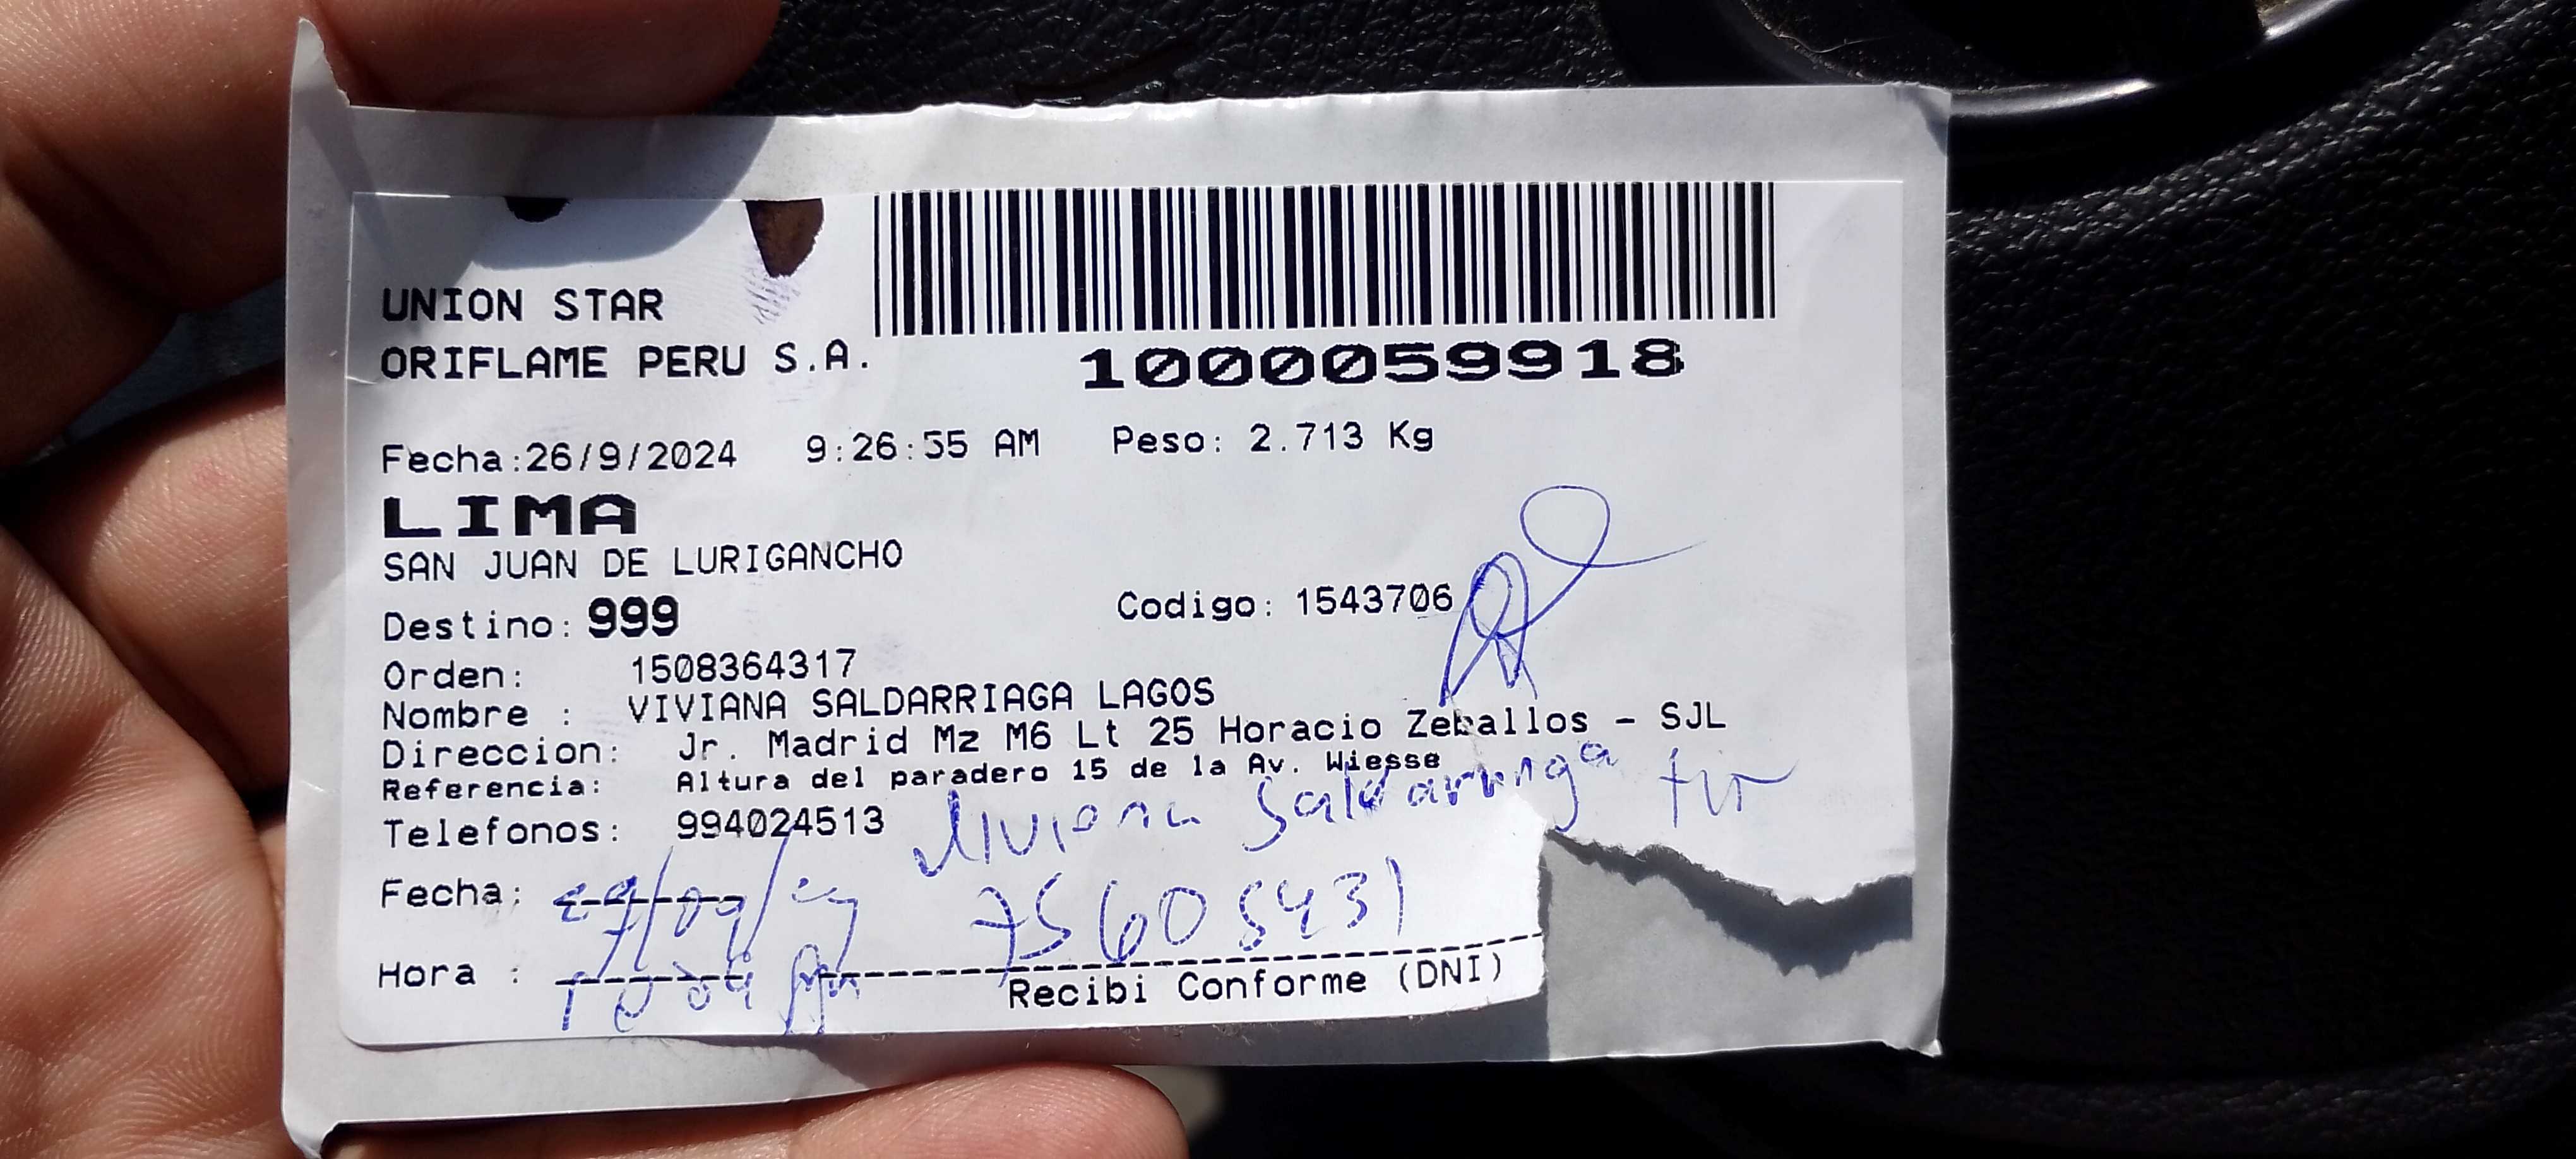 UNION STAR
ORIFLAME PERU S.A.
1000059918
Fecha:26/9/2024 9:26:55 AM Peso: 2.713 Kg
LIMA
SAN JUAN DE LURIGANCHO
Destino: 999 Codigo: 1543706
Orden: 1508364317
Nombre : VIVIANA SALDARRIAGA LAGOS
Direccion: Jr. Madrid Mz M6 Lt 25 Horacio Zeballos - SJL
Referencia: Altura del paradero 15 de la Av. Wiesse
Telefonos: 994024513
Viviana Saldarriaga
Fecha:
75605431
Hora :
Recibi Conforme (DNI)